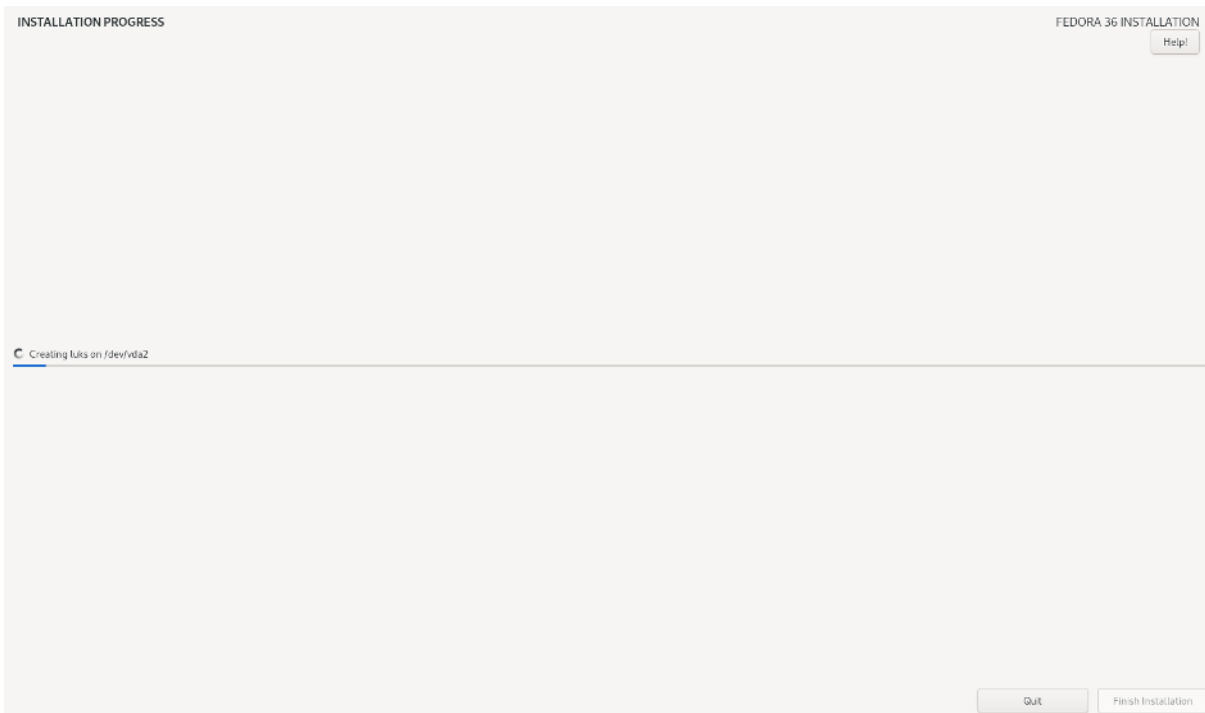 INSTALLATION PROGRESS
FEDORA 36 INSTALLATION
Help!
Creating luks on /dev/vda2
Quit
Finish Installation